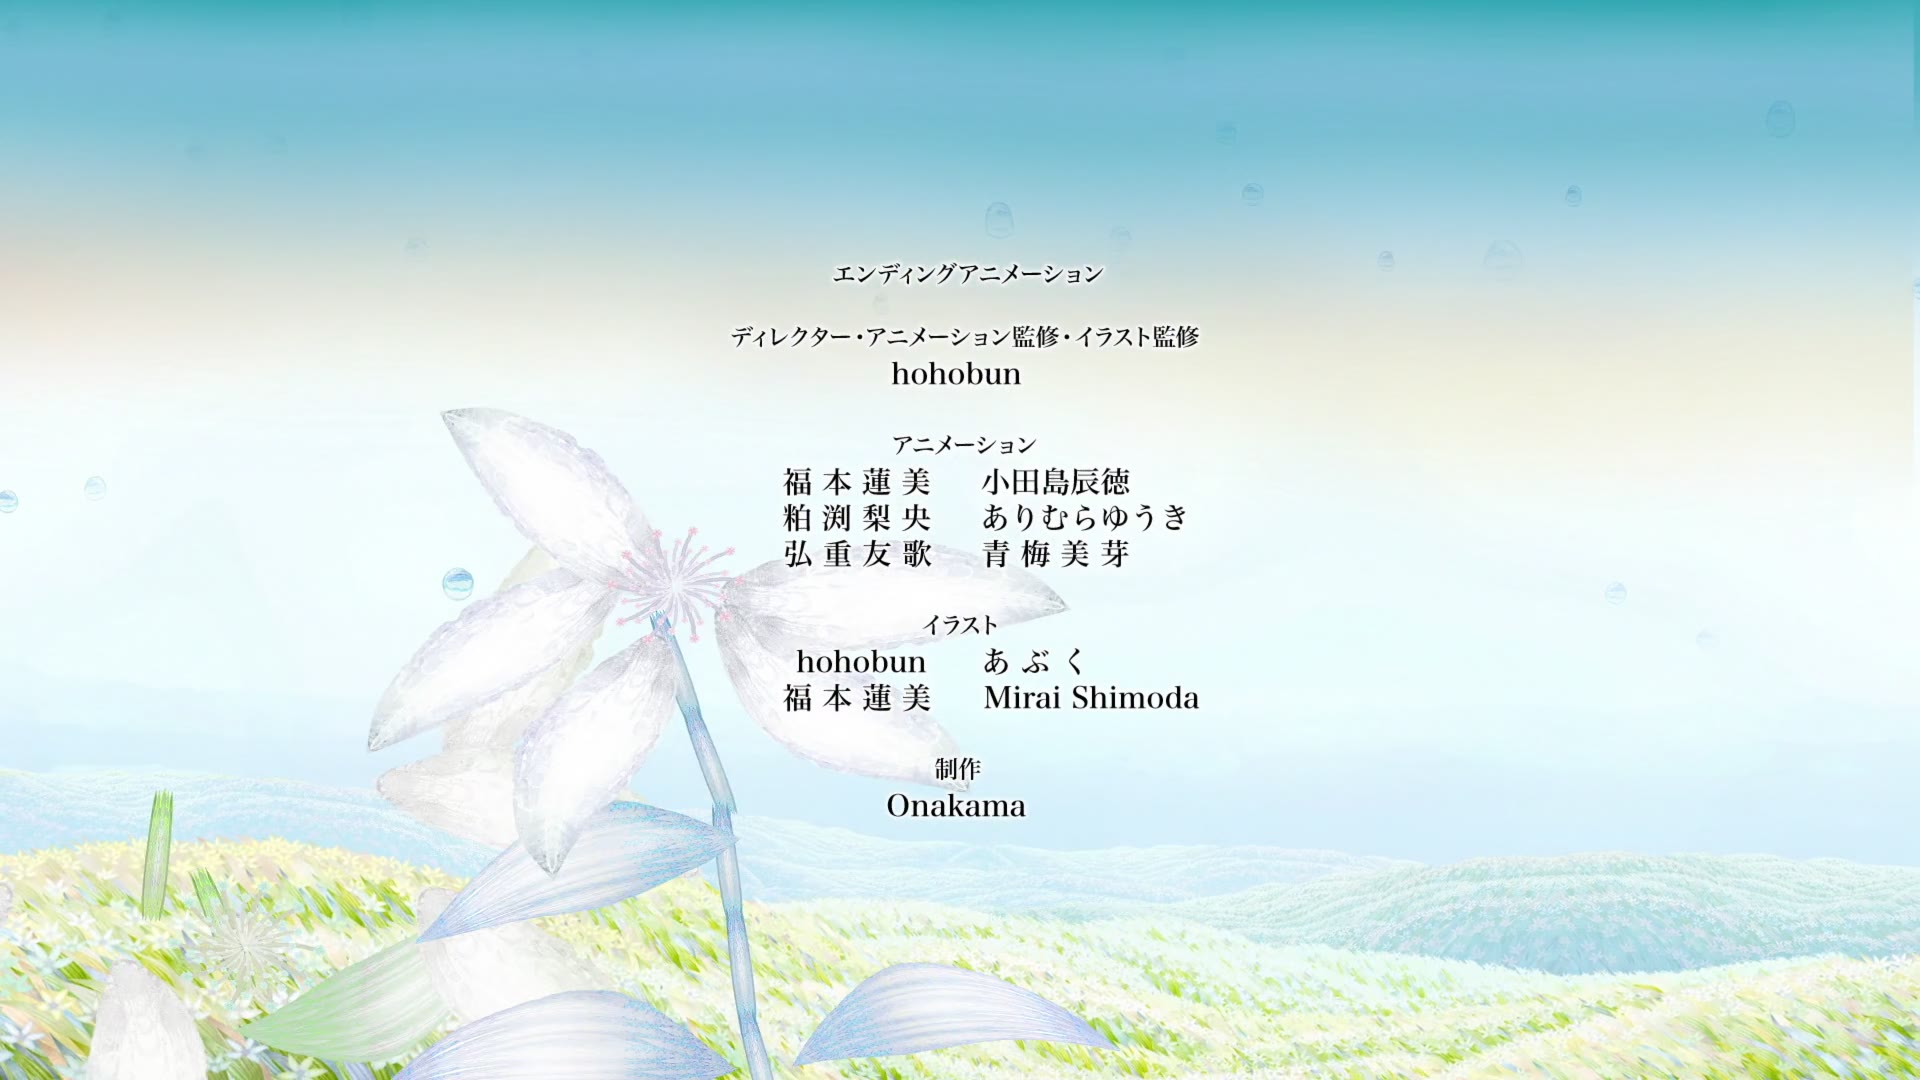 エンディングアニメーション
ディレクター・アニメーション監修・イラスト監修
hohobun
アニメーション
福本蓮美 小田島辰徳
粕渕梨央 ありむらゆうき
弘重友歌 青梅美芽
イラスト
hohobun あぶく
福本蓮美 Mirai Shimoda
制作
Onakama